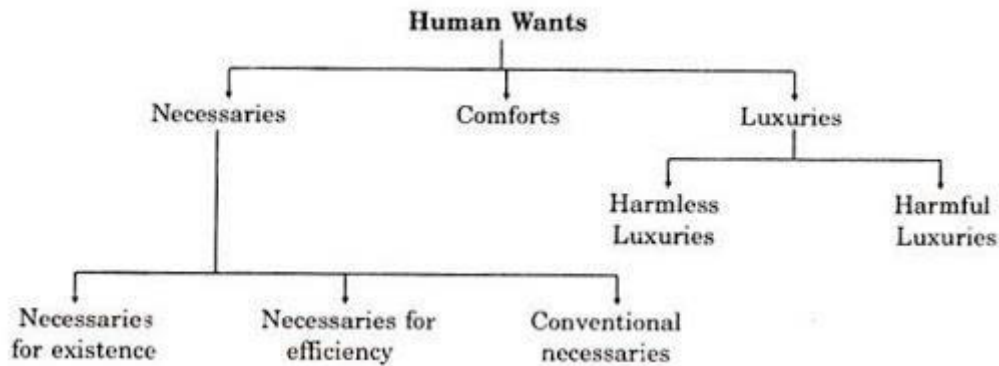 Human Wants
Necessaries
Comforts
Luxuries
Harmless
Luxuries
Harmful
Luxuries
Necessaries
for existence
Necessaries for
efficiency
Conventional
necessaries